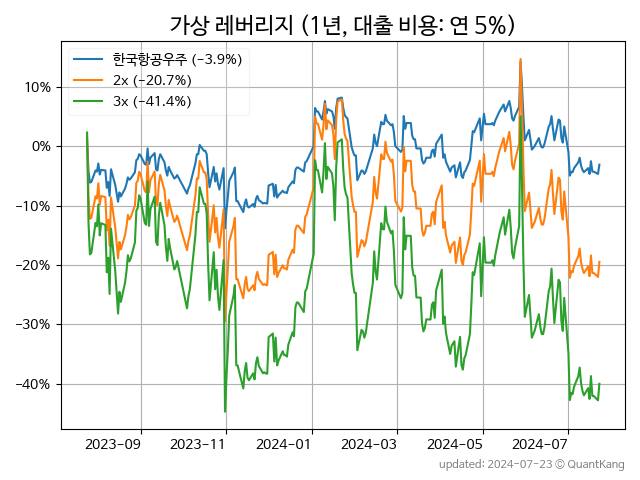 가상 레버리지 (1년, 대출 비용: 연 5%)
한국항공우주 (−3.9%)
2x (−20.7%)
3x (−41.4%)
10%
0%
−10%
−20%
−30%
−40%
2023-09
2023-11
2024-01
2024-03
2024-05
2024-07
updated: 2024-07-23 © QuantKang